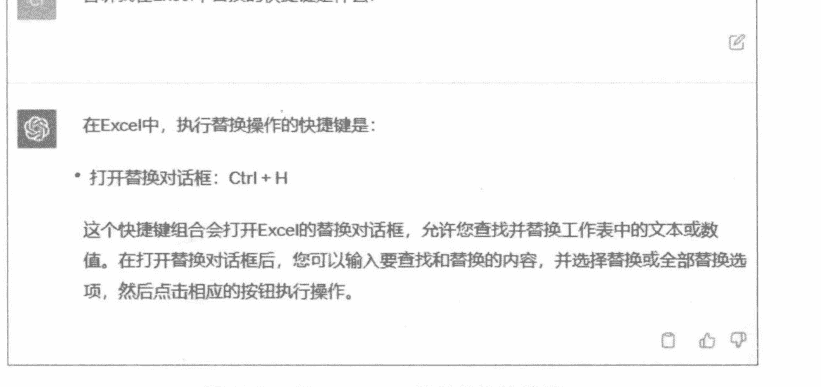 在Excel中，执行替换操作的快捷键是：
• 打开替换对话框：Ctrl + H
这个快捷键组合会打开Excel的替换对话框，允许您查找并替换工作表中的文本或数
值。在打开替换对话框后，您可以输入要查找和替换的内容，并选择替换或全部替换选
项，然后点击相应的按钮执行操作。